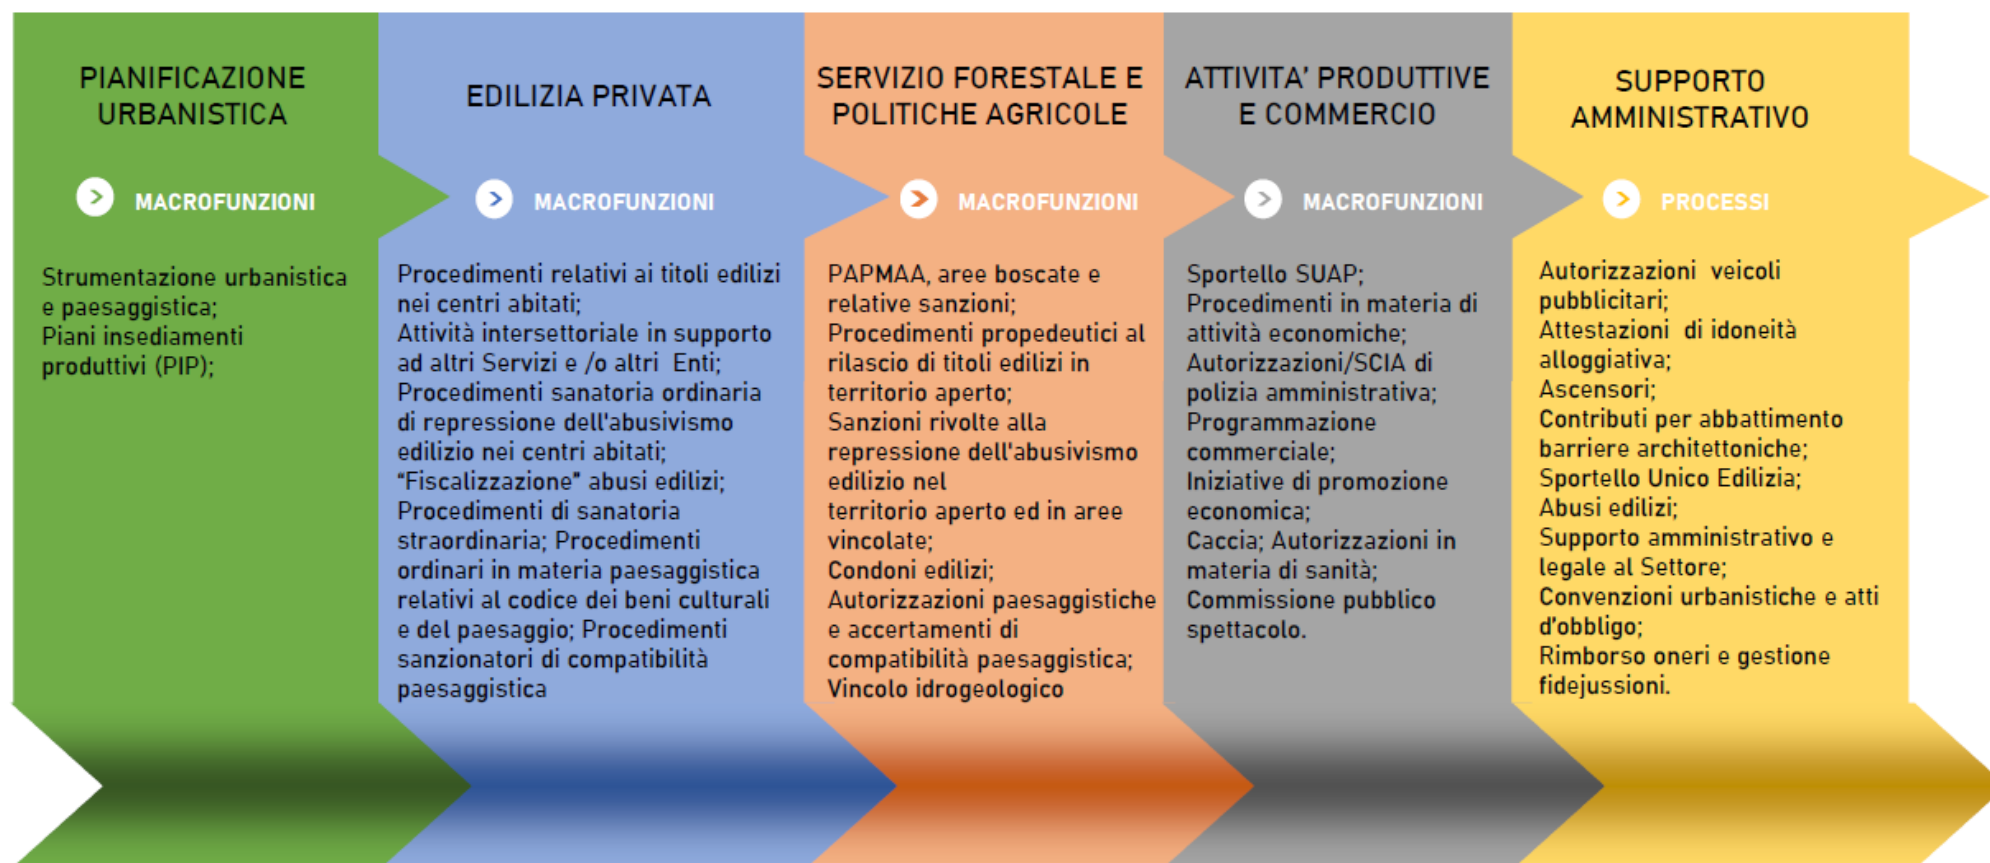 PIANIFICAZIONE
URBANISTICA
MACROFUNZIONI
Strumentazione urbanistica
e paesaggistica;
Piani insediamenti
produttivi (PIP);
EDILIZIA PRIVATA
MACROFUNZIONI
Procedimenti relativi ai titoli edilizi
nei centri abitati;
Attività intersettoriale in supporto
ad altri Servizi e /o altri Enti;
Procedimenti sanatoria ordinaria
di repressione dell'abusivismo
edilizio nei centri abitati;
“Fiscalizzazione” abusi edilizi;
Procedimenti di sanatoria
straordinaria; Procedimenti
ordinari in materia paesaggistica
relativi al codice dei beni culturali
e del paesaggio; Procedimenti
sanzionatori di compatibilità
paesaggistica
SERVIZIO FORESTALE E
POLITICHE AGRICOLE
MACROFUNZIONI
PAPMAA, aree boscate e
relative sanzioni;
Procedimenti propedeutici al
rilascio di titoli edilizi in
territorio aperto;
Sanzioni rivolte alla
repressione dell'abusivismo
edilizio nel
territorio aperto ed in aree
vincolate;
Condoni edilizi;
Autorizzazioni paesaggistiche
e accertamenti di
compatibilità paesaggistica;
Vincolo idrogeologico
ATTIVITA’ PRODUTTIVE
E COMMERCIO
MACROFUNZIONI
Sportello SUAP;
Procedimenti in materia di
attività economiche;
Autorizzazioni/SCIA di
polizia amministrativa;
Programmazione
commerciale;
Iniziative di promozione
economica;
Caccia; Autorizzazioni in
materia di sanità;
Commissione pubblico
spettacolo.
SUPPORTO
AMMINISTRATIVO
PROCESSI
Autorizzazioni veicoli
pubblicitari;
Attestazioni di idoneità
alloggiativa;
Ascensori;
Contributi per abbattimento
barriere architettoniche;
Sportello Unico Edilizia;
Abusi edilizi;
Supporto amministrativo e
legale al Settore;
Convenzioni urbanistiche e atti
d’obbligo;
Rimborso oneri e gestione
fidejussioni.